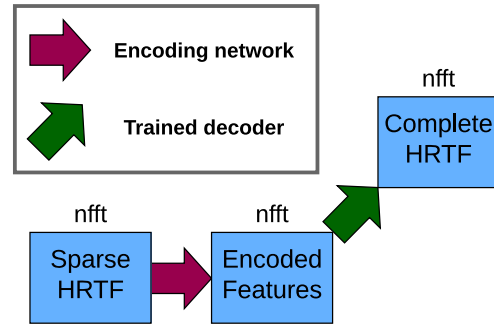 Encoding network
Trained decoder
nfft
Complete
HRTF
nfft
nfft
Sparse
HRTF
Encoded
Features